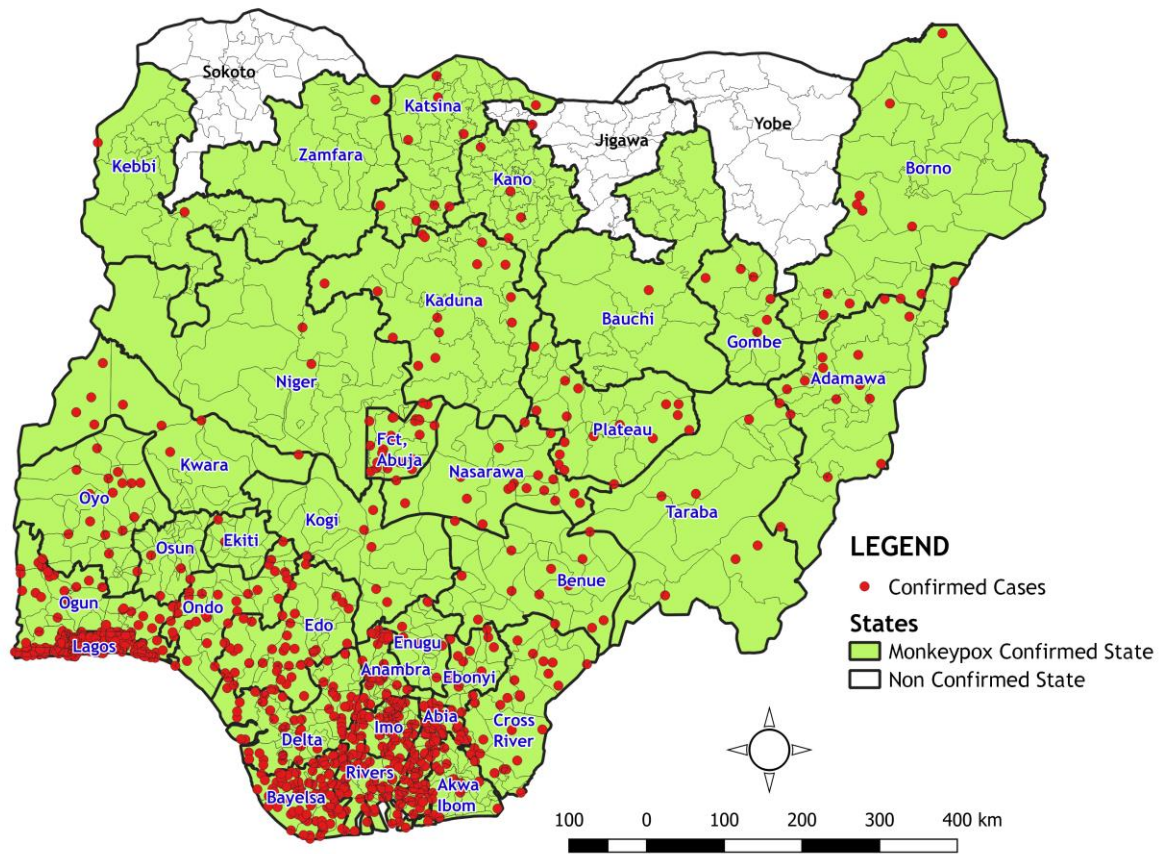 Sokoto
Katsina
Yobe
Jigawa
Kebbi
Zamfara
Borno
Kano
Kaduna
Bauchi
Gombe
Niger
Adamawa
Plateau
Fct,
Abuja
Kwara
Nasarawa
Oyo
Kogi
Taraba
Osun
Ekiti
Benue
Ogun
Ondo
Edo
Lagos
Enugu
Anambra
Ebonyi
Abia
Imo
Cross
River
Delta
Rivers
Bayelsa
Akwa
Ibom
LEGEND
Confirmed Cases
States
Monkeypox Confirmed State
Non Confirmed State
100 0 100 200 300 400 km